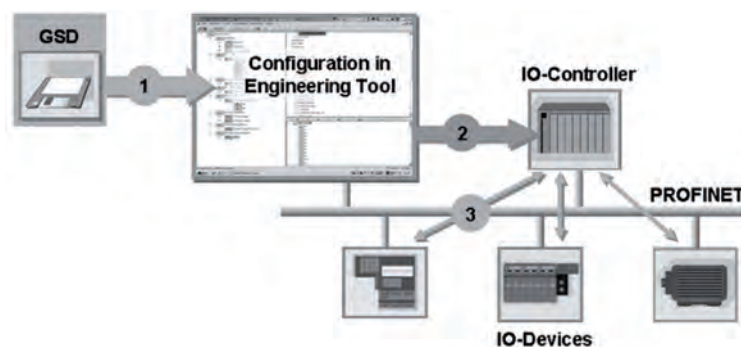 GSD
1
Configuration in
Engineering Tool
2
IO-Controller
3
PROFINET
IO-Devices